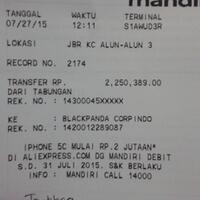 mandiri
TANGGAL WAKTU TERMINAL
07/27/15 12:11 S1AWUD3R
LOKASI JBR KC ALUN-ALUN 3
RECORD NO. 2174
TRANSFER RP. 2,250,389.00
DARI TABUNGAN
REK. NO. : 14300045XXXXX
KE : BLACKPANDA CORPINDO
REK. NO. : 1420012289087
IPHONE 5C MULAI RP.2 JUTAAN*
DI ALIEXPRESS.COM DG MANDIRI DEBIT
S.D. 31 JULI 2015. S&K BERLAKU
INFO : MANDIRI CALL 14000